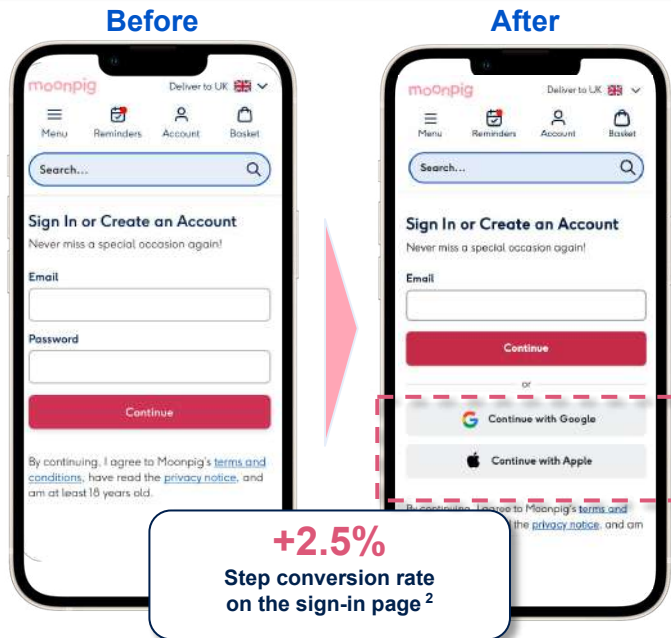 Before
moonpig
Deliver to UK
Menu Reminders Account Basket
Search...
Sign In or Create an Account
Never miss a special occasion again!
Email
Password
Continue
By continuing, I agree to Moonpig's terms and
conditions, have read the privacy notice, and
am at least 18 years old.
After
moonpig
Deliver to UK
Menu Reminders Account Basket
Search...
Sign In or Create an Account
Never miss a special occasion again!
Email
Continue
or
Continue with Google
Continue with Apple
By continuing, I agree to Moonpig's terms and
the privacy notice, and am
+2.5%
Step conversion rate
on the sign-in page 2